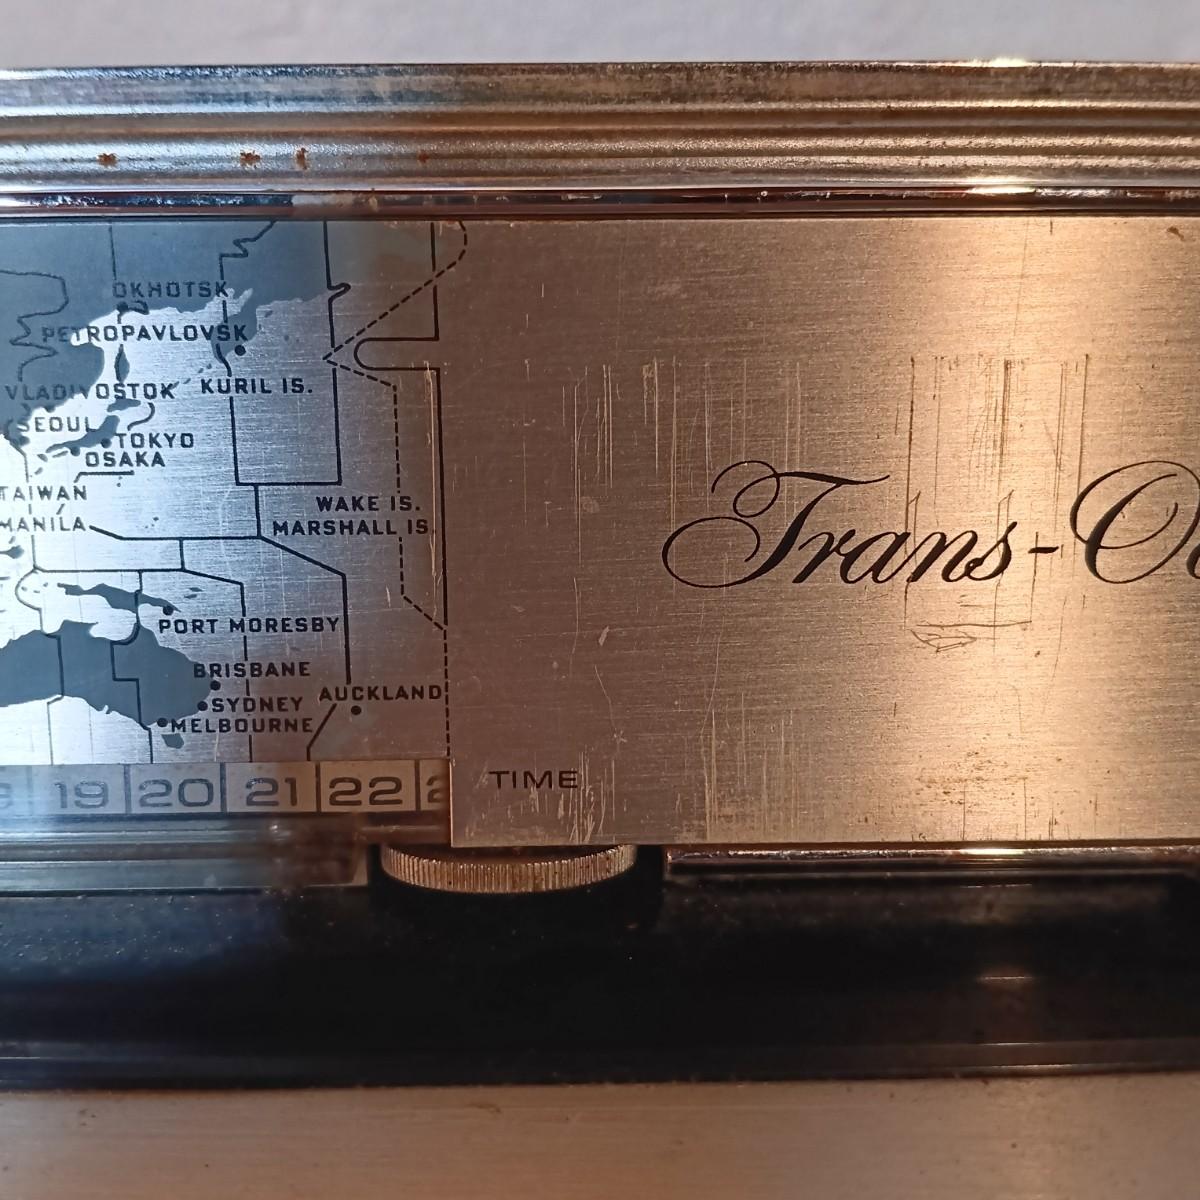 OKHOTSK
PETROPAVLOVSK
VLADIVOSTOK
KURIL IS.
SEOUL
TOKYO
OSAKA
TAIWAN
MANILA
WAKE IS.
MARSHALL IS.
PORT MORESBY
BRISBANE
SYDNEY
AUCKLAND
MELBOURNE
19 20 21 22
TIME
Trans-O